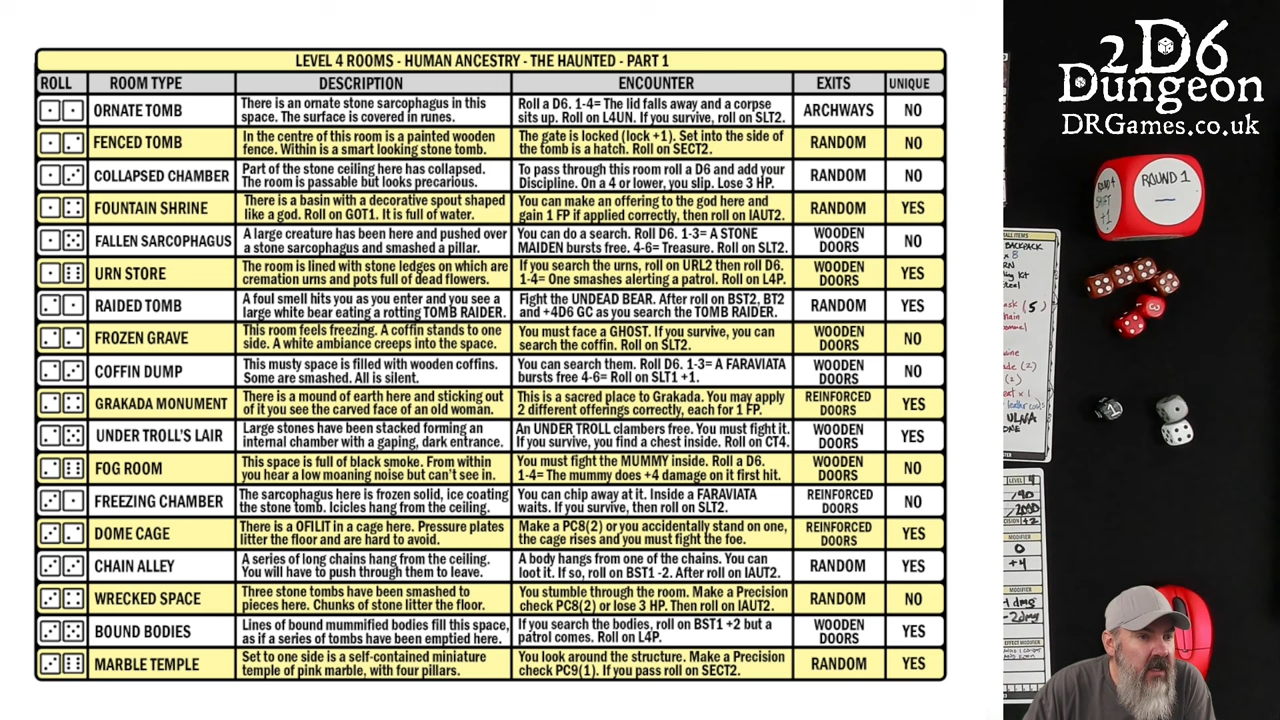 LEVEL 4 ROOMS - HUMAN ANCESTRY - THE HAUNTED - PART 1
ROLL ROOM TYPE DESCRIPTION ENCOUNTER EXITS UNIQUE
ORNATE TOMB There is an ornate stone sarcophagus in this Roll a D6. 1-4= The lid falls away and a corpse ARCHWAYS NO
space. The surface is covered in runes. sits up. Roll on L4UN. If you survive, roll on SLT2.
FENCED TOMB In the centre of this room is a painted wooden The gate is locked (lock +1). Set into the side of RANDOM NO
fence. Within is a smart looking stone tomb. the tomb is a hatch. Roll on SECT2.
COLLAPSED CHAMBER Part of the stone ceiling here has collapsed. To pass through this room roll a D6 and add your RANDOM NO
The room is passable but looks precarious. Discipline. On a 4 or lower, you slip. Lose 3 HP.
FOUNTAIN SHRINE There is a basin with a decorative spout shaped You can make an offering to the god here and RANDOM YES
like a god. Roll on GOT1. It is full of water. gain 1 FP if applied correctly, then roll on IAUT2.
FALLEN SARCOPHAGUS A large creature has been here and pushed over You can do a search. Roll D6. 1-3= A STONE WOODEN DOORS NO
a stone sarcophagus and smashed a pillar. MAIDEN bursts free. 4-6= Treasure. Roll on SLT2.
URN STORE The room is lined with stone ledges on which are If you search the urns, roll on URL2 then roll D6. WOODEN DOORS YES
cremation urns and pots full of dead flowers. 1-4= One smashes alerting a patrol. Roll on L4P.
RAIDED TOMB A foul smell hits you as you enter and you see a Fight the UNDEAD BEAR. After roll on BST2, BT2 RANDOM YES
large white bear eating a rotting TOMB RAIDER. and +4D6 GC as you search the TOMB RAIDER.
FROZEN GRAVE This room feels freezing. A coffin stands to one You must face a GHOST. If you survive, you can WOODEN DOORS NO
side. A white ambiance creeps into the space. search the coffin. Roll on SLT2.
COFFIN DUMP This musty space is filled with wooden coffins. You can search them. Roll D6. 1-3= A FARAVIATA WOODEN DOORS NO
Some are smashed. All is silent. bursts free 4-6= Roll on SLT1 +1.
GRAKADA MONUMENT There is a mound of earth here and sticking out This is a sacred place to Grakada. You may apply REINFORCED DOORS YES
of it you see the carved face of an old woman. 2 different offerings correctly, each for 1 FP.
UNDER TROLL'S LAIR Large stones have been stacked forming an An UNDER TROLL clambers free. You must fight it. WOODEN DOORS YES
internal chamber with a gaping, dark entrance. If you survive, you find a chest inside. Roll on CT4.
FOG ROOM This space is full of black smoke. From within You must fight the MUMMY inside. Roll a D6. WOODEN DOORS NO
you hear a low moaning noise but can't see in. 1-4= The mummy does +4 damage on it first hit.
FREEZING CHAMBER The sarcophagus here is frozen solid, ice coating You can chip away at it. Inside a FARAVIATA REINFORCED DOORS NO
the stone tomb. Icicles hang from the ceiling. waits. If you survive, then roll on SLT2.
DOME CAGE There is a OFILIT in a cage here. Pressure plates Make a PC8(2) or you accidentally stand on one, REINFORCED DOORS YES
litter the floor and are hard to avoid. the cage rises and you must fight the foe.
CHAIN ALLEY A series of long chains hang from the ceiling. A body hangs from one of the chains. You can RANDOM YES
You will have to push through them to leave. loot it. If so, roll on BST1 -2. After roll on IAUT2.
WRECKED SPACE Three stone tombs have been smashed to You stumble through the room. Make a Precision RANDOM NO
pieces here. Chunks of stone litter the floor. check PC8(2) or lose 3 HP. Then roll on IAUT2.
BOUND BODIES Lines of bound mummified bodies fill this space, If you search the bodies, roll on BST1 +2 but a WOODEN DOORS YES
as if a series of tombs have been emptied here. patrol comes. Roll on L4P.
MARBLE TEMPLE Set to one side is a self-contained miniature You look around the structure. Make a Precision RANDOM YES
temple of pink marble, with four pillars. check PC9(1). If you pass roll on SECT2.
2D6
Dungeon
DRGames.co.uk
ROUND 1
SHIFT
+1
BACKPACK
(5)
LEVEL 4
+2
MODIFIER
0
+4
MODIFIER